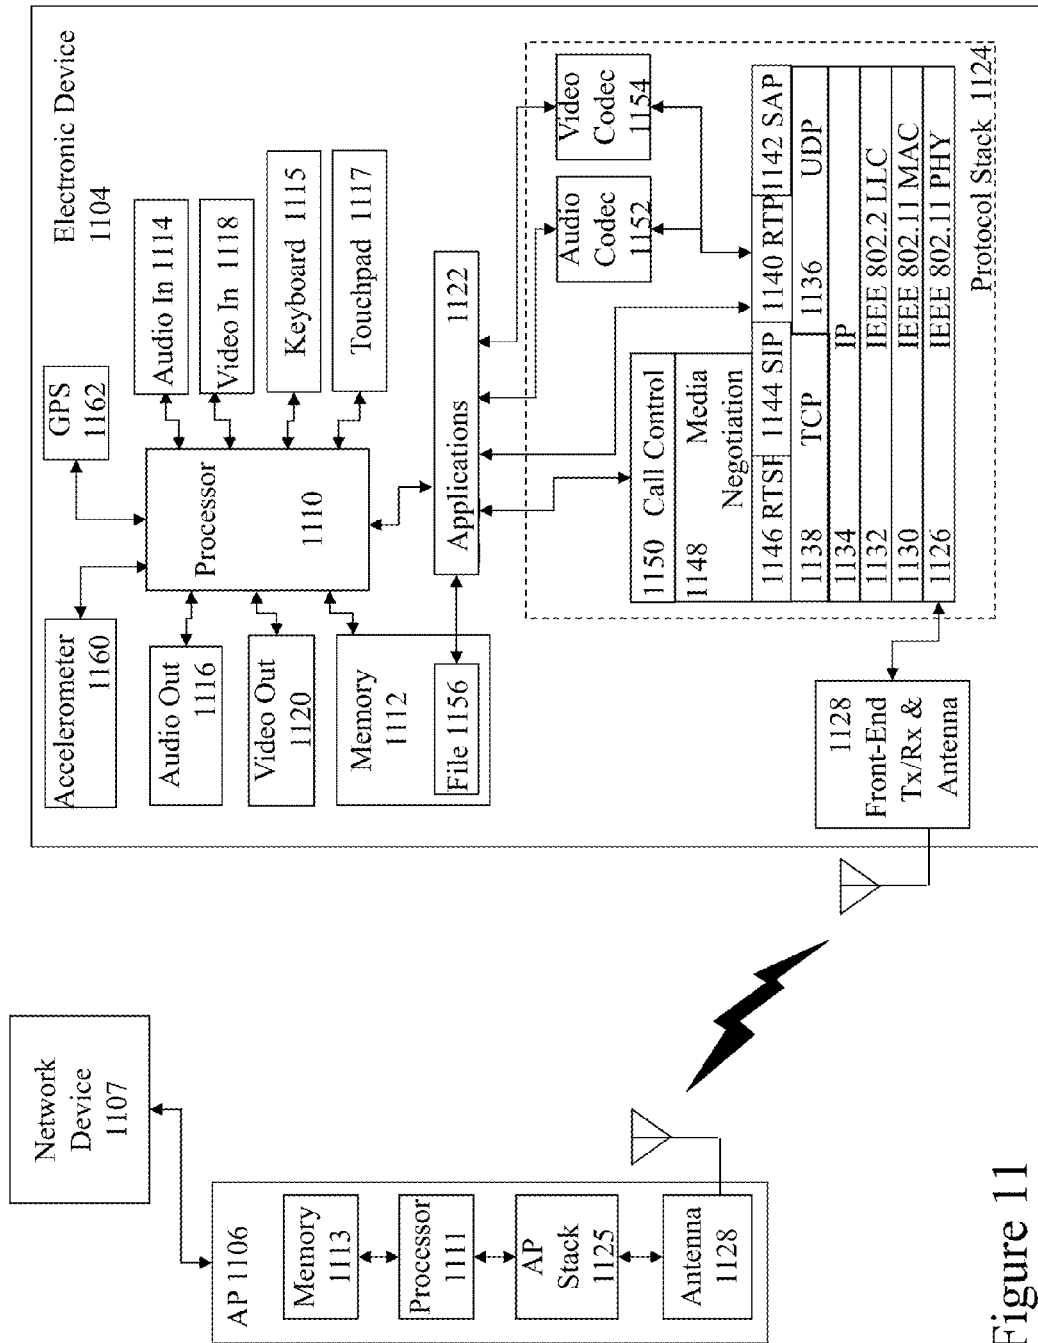 Network
Device
1107
AP 1106
Memory
1113
Processor
1111
AP
Stack
1125
Antenna
1128
Electronic Device
1104
Accelerometer
1160
GPS
1162
Audio Out
1116
Video Out
1120
Memory
1112
File 1156
Processor
1110
Audio In 1114
Video In 1118
Keyboard 1115
Touchpad 1117
Applications 1122
Audio
Codec
1152
Video
Codec
1154
1150 Call Control
1148 Media
Negotiation
1146 RTSP 1144 SIP 1140 RTP 1142 SAP
1138 TCP 1136 UDP
1134 IP
1132 IEEE 802.2 LLC
1130 IEEE 802.11 MAC
1126 IEEE 802.11 PHY
Protocol Stack 1124
1128
Front-End
Tx/Rx &
Antenna
Figure 11